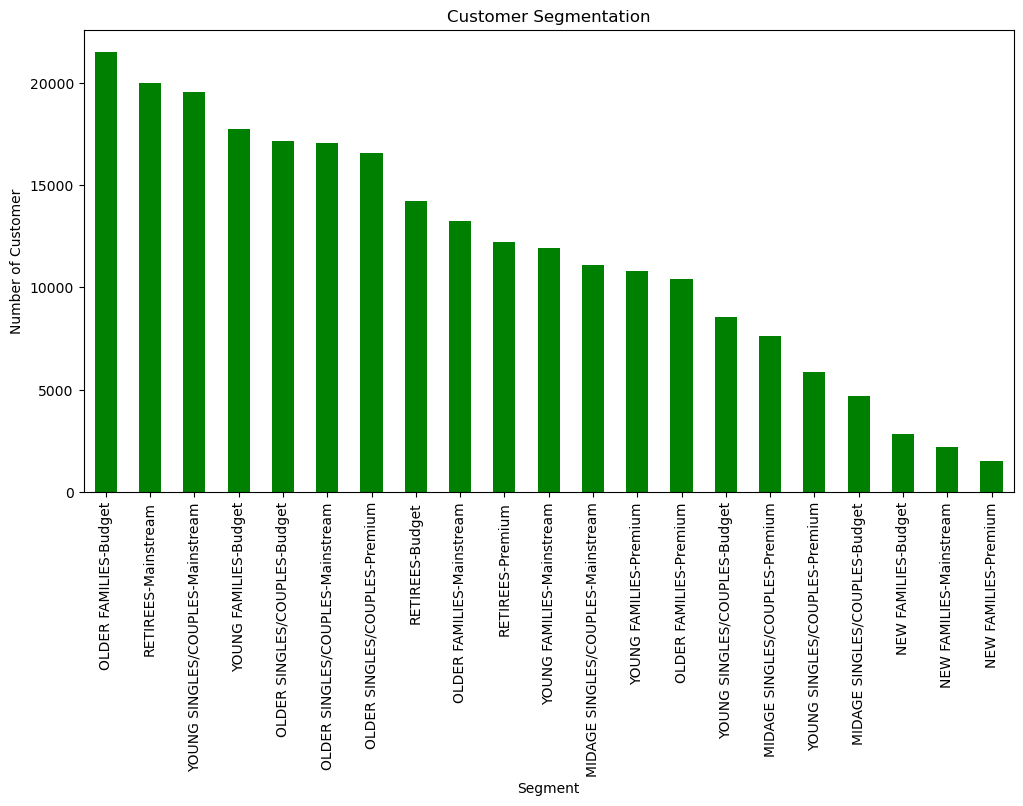 Customer Segmentation
Number of Customer
20000
15000
10000
5000
0
OLDER FAMILIES-Budget
RETIREES-Mainstream
YOUNG SINGLES/COUPLES-Mainstream
YOUNG FAMILIES-Budget
OLDER SINGLES/COUPLES-Budget
OLDER SINGLES/COUPLES-Mainstream
OLDER SINGLES/COUPLES-Premium
RETIREES-Budget
OLDER FAMILIES-Mainstream
RETIREES-Premium
YOUNG FAMILIES-Mainstream
MIDAGE SINGLES/COUPLES-Mainstream
YOUNG FAMILIES-Premium
OLDER FAMILIES-Premium
YOUNG SINGLES/COUPLES-Budget
MIDAGE SINGLES/COUPLES-Premium
YOUNG SINGLES/COUPLES-Premium
MIDAGE SINGLES/COUPLES-Budget
NEW FAMILIES-Budget
NEW FAMILIES-Mainstream
NEW FAMILIES-Premium
Segment